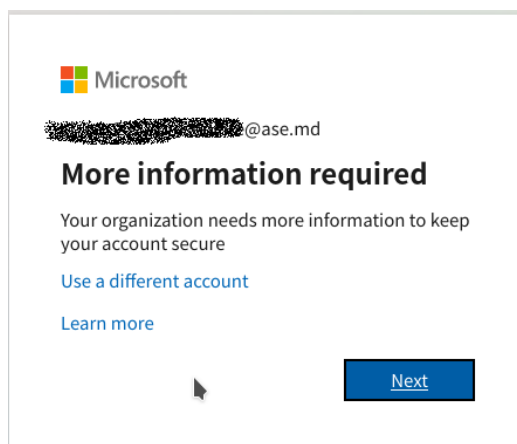 Microsoft
@ase.md
More information required
Your organization needs more information to keep
your account secure
Use a different account
Learn more
Next